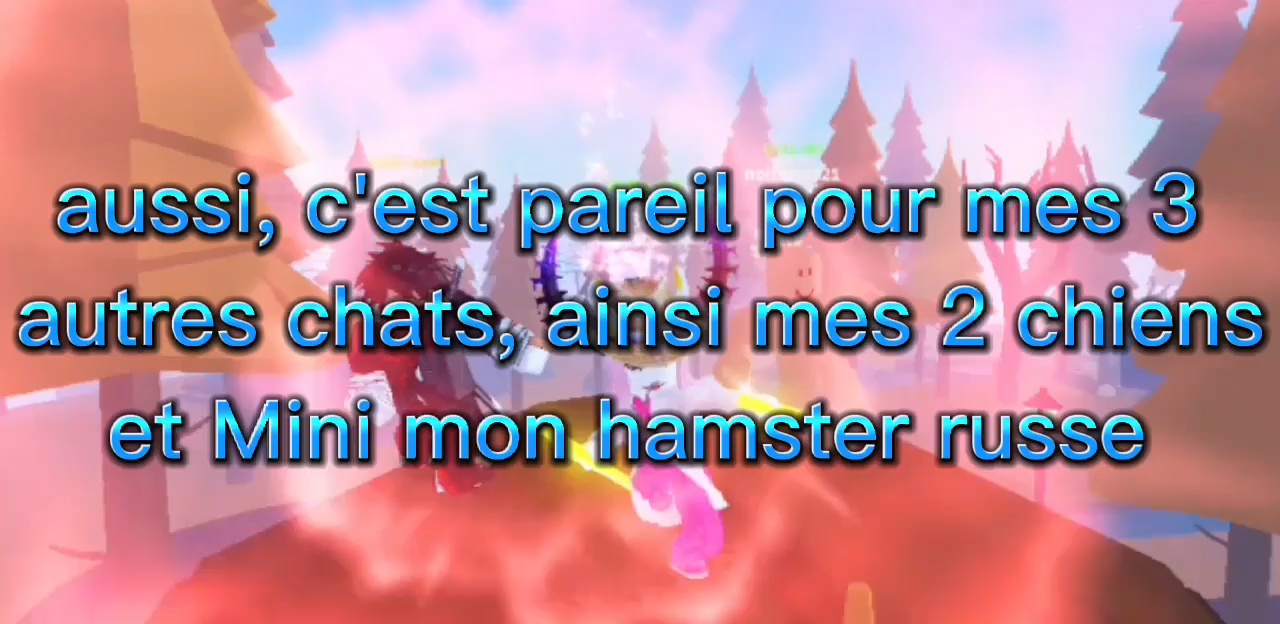 aussi, c'est pareil pour mes 3
autres chats, ainsi mes 2 chiens
et Mini mon hamster russe